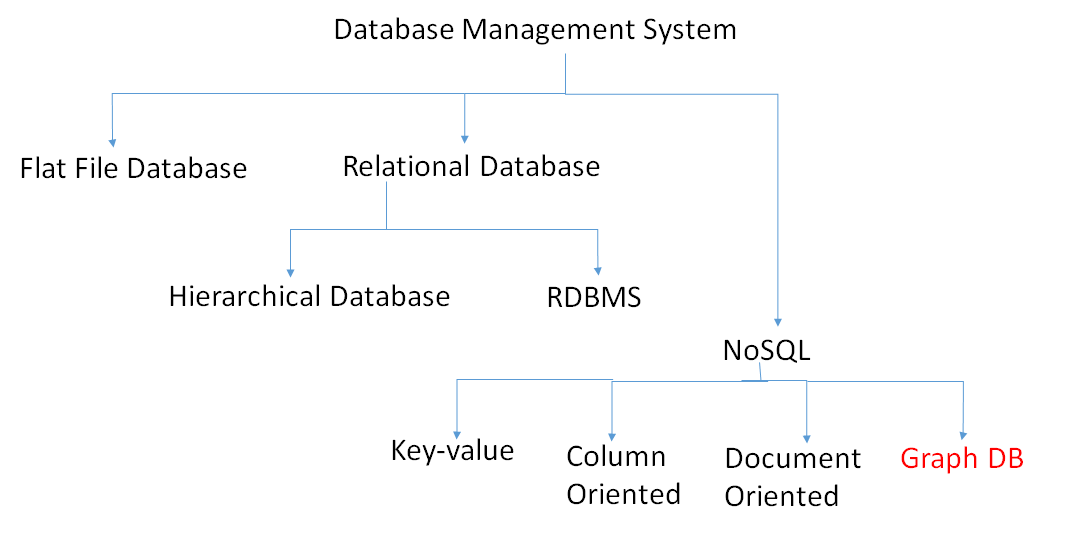 Database Management System
Flat File Database
Relational Database
Hierarchical Database
RDBMS
NoSQL
Key-value
Column
Oriented
Document
Oriented
Graph DB